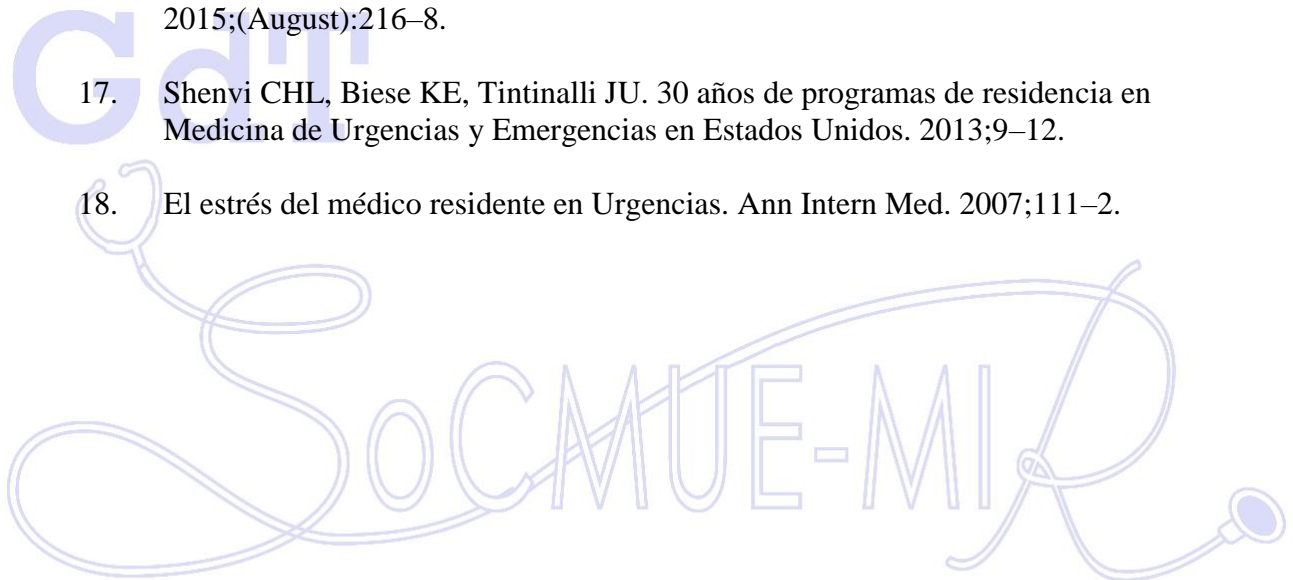 2015;(August):216–8.
GdT
17. Shenvi CHL, Biese KE, Tintinalli JU. 30 años de programas de residencia en
Medicina de Urgencias y Emergencias en Estados Unidos. 2013;9–12.
18. El estrés del médico residente en Urgencias. Ann Intern Med. 2007;111–2.
SoCMUE-MIR